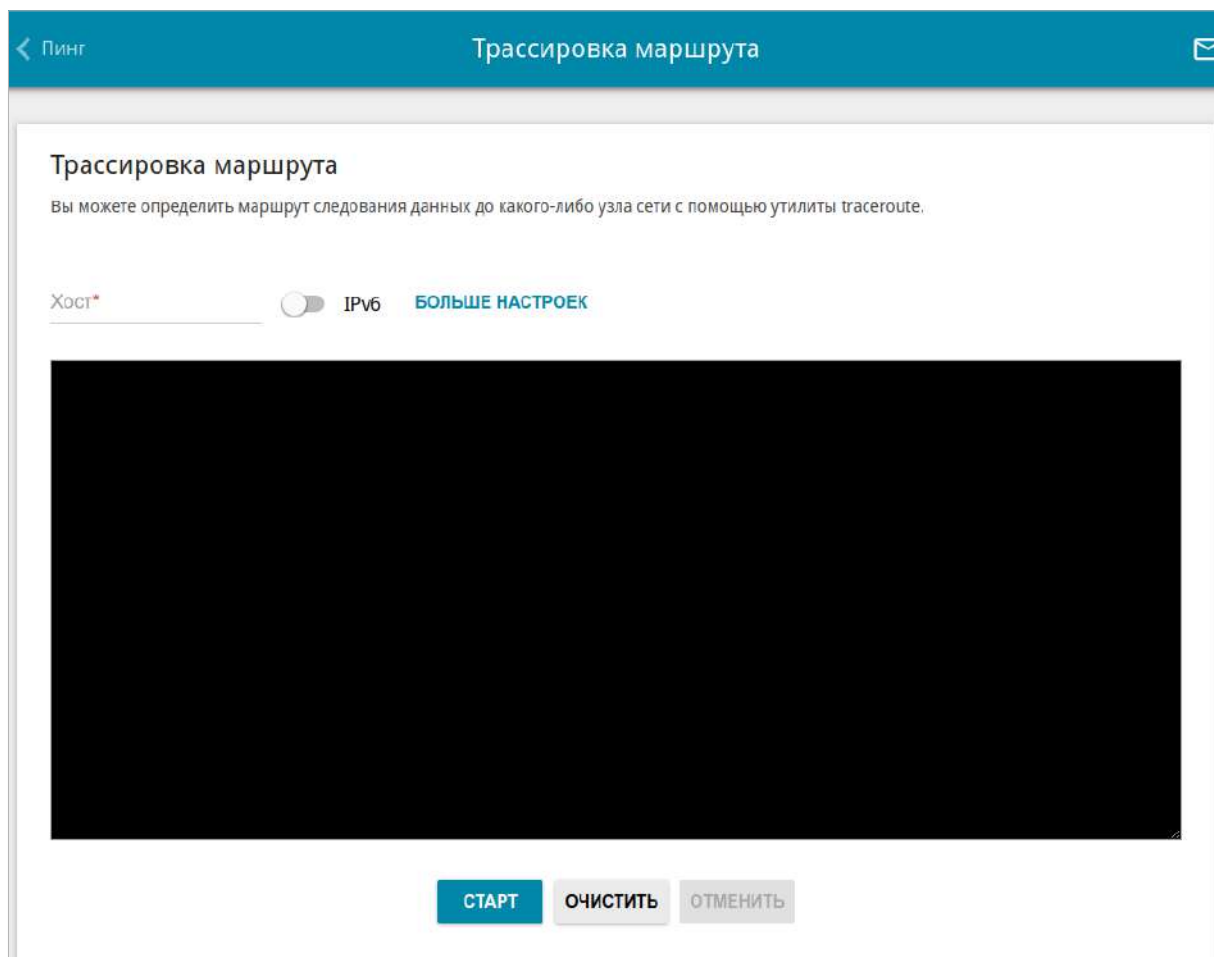 Пинг
Трассировка маршрута
Трассировка маршрута
Вы можете определить маршрут следования данных до какого-либо узла сети с помощью утилиты traceroute.
Хост* IPv6 БОЛЬШЕ НАСТРОЕК
СТАРТ ОЧИСТИТЬ ОТМЕНИТЬ